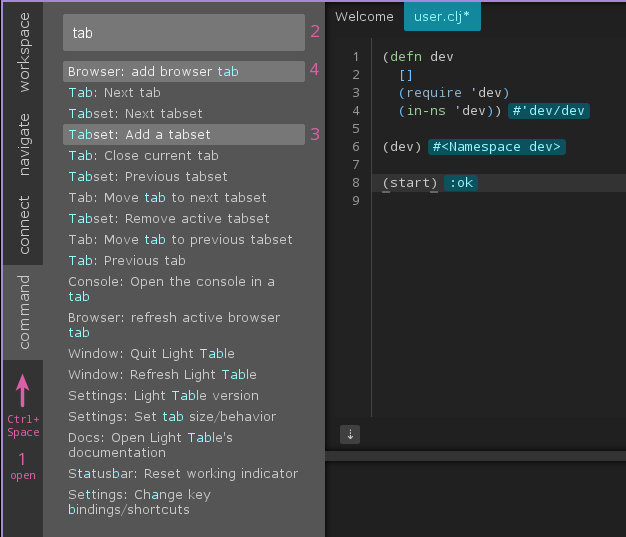 workspace
navigate
connect
command
Ctrl+
Space
1
open
tab
2
Browser: add browser tab
4
Tab: Next tab
Tabset: Next tabset
Tabset: Add a tabset
3
Tab: Close current tab
Tabset: Previous tabset
Tab: Move tab to next tabset
Tabset: Remove active tabset
Tab: Move tab to previous tabset
Tab: Previous tab
Console: Open the console in a
tab
Browser: refresh active browser
tab
Window: Quit Light Table
Window: Refresh Light Table
Settings: Light Table version
Settings: Set tab size/behavior
Docs: Open Light Table's
documentation
Statusbar: Reset working indicator
Settings: Change key
bindings/shortcuts
Welcome user.clj*
1 (defn dev
2 []
3 (require 'dev)
4 (in-ns 'dev)) #'dev/dev
5
6 (dev) #<Namespace dev>
7
8 (start) :ok
9